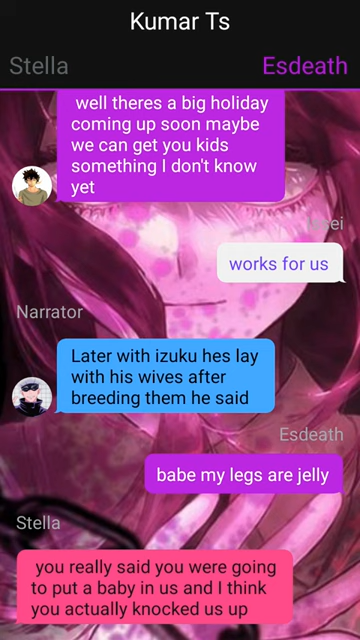 Kumar Ts
Stella
Esdeath
well theres a big holiday
coming up soon maybe
we can get you kids
something I don't know
yet
works for us
Narrator
Later with izuku hes lay
with his wives after
breeding them he said
Esdeath
babe my legs are jelly
Stella
you really said you were going
to put a baby in us and I think
you actually knocked us up